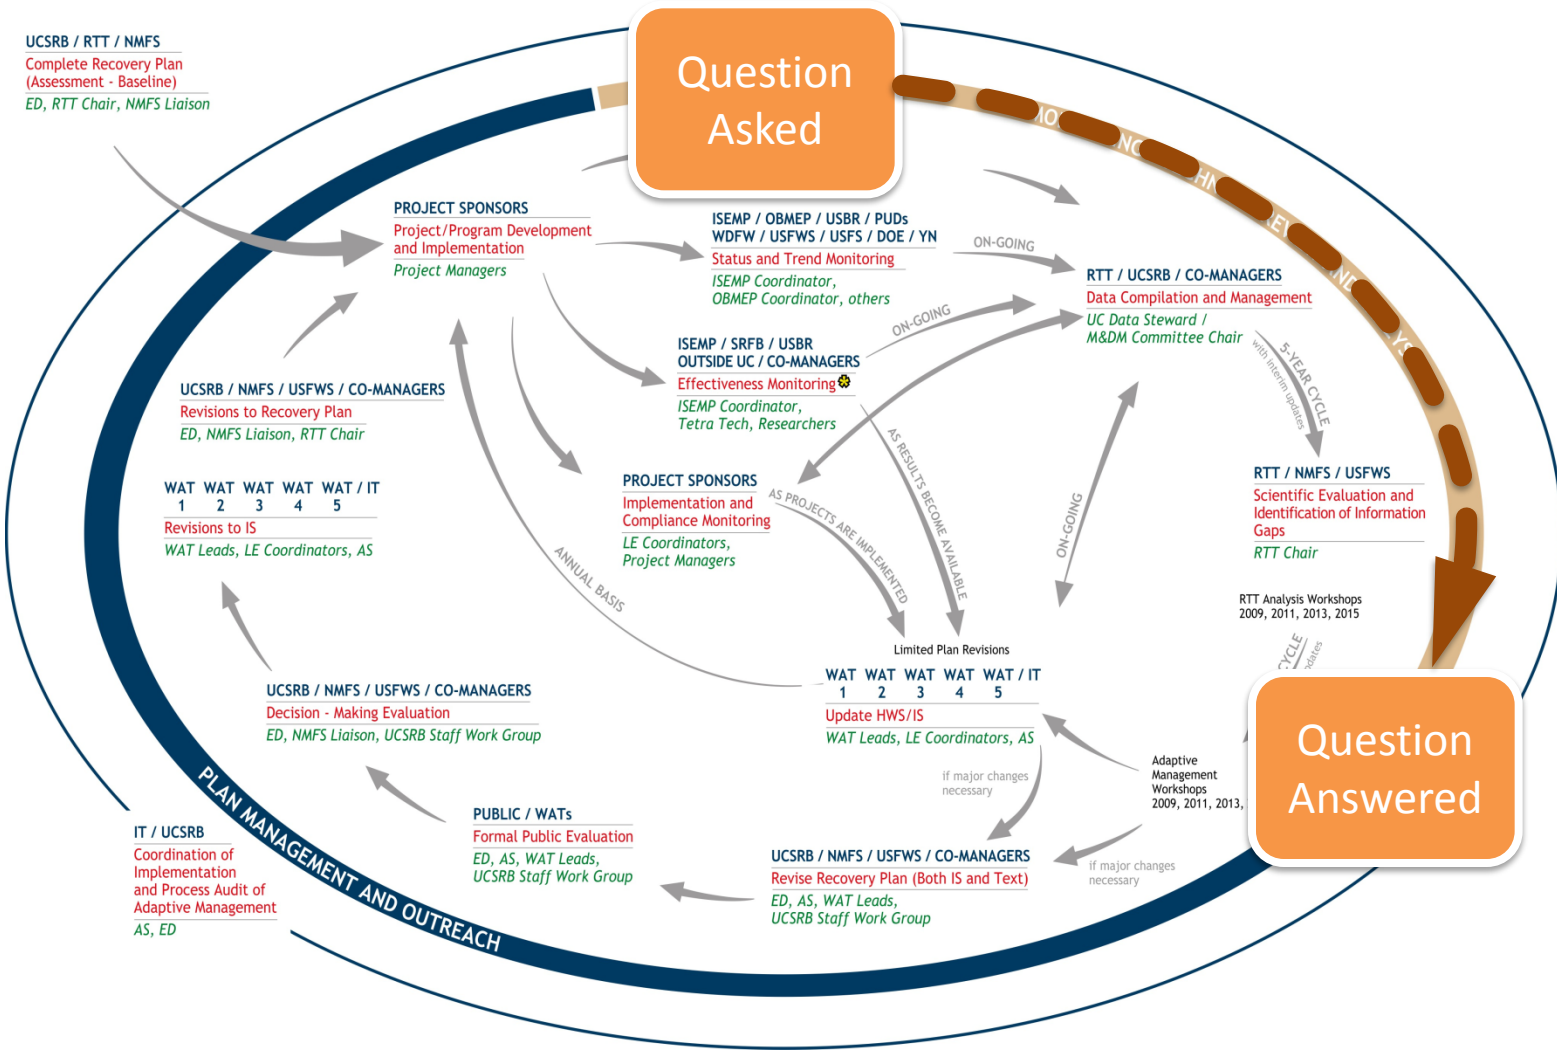 UCSRB / RTT / NMFS
Complete Recovery Plan
(Assessment - Baseline)
ED, RTT Chair, NMFS Liaison
Question
Asked
PROJECT SPONSORS
Project/Program Development
and Implementation
Project Managers
ISEMP / OBMEP / USBR / PUDs
WDFW / USFWS / USFS / DOE / YN
Status and Trend Monitoring
ISEMP Coordinator,
OBMEP Coordinator, others
ON-GOING
RTT / UCSRB / CO-MANAGERS
Data Compilation and Management
UC Data Steward /
M&DM Committee Chair
ISEMP / SRFB / USBR
OUTSIDE UC / CO-MANAGERS
Effectiveness Monitoring
ISEMP Coordinator,
Tetra Tech, Researchers
ON-GOING
5-YEAR CYCLE
with interim updates
UCSRB / NMFS / USFWS / CO-MANAGERS
Revisions to Recovery Plan
ED, NMFS Liaison, RTT Chair
WAT WAT WAT WAT WAT / IT
1 2 3 4 5
Revisions to IS
WAT Leads, LE Coordinators, AS
PROJECT SPONSORS
Implementation and
Compliance Monitoring
LE Coordinators,
Project Managers
AS PROJECTS ARE IMPLEMENTED
AS RESULTS BECOME AVAILABLE
ON-GOING
ANNUAL BASIS
RTT / NMFS / USFWS
Scientific Evaluation and
Identification of Information
Gaps
RTT Chair
RTT Analysis Workshops
2009, 2011, 2013, 2015
CYCLE
Limited Plan Revisions
WAT WAT WAT WAT WAT / IT
1 2 3 4 5
Update HWS/IS
WAT Leads, LE Coordinators, AS
if major changes
necessary
Adaptive
Management
Workshops
2009, 2011, 2013,
Question
Answered
if major changes
necessary
UCSRB / NMFS / USFWS / CO-MANAGERS
Revise Recovery Plan (Both IS and Text)
ED, AS, WAT Leads,
UCSRB Staff Work Group
PUBLIC / WATs
Formal Public Evaluation
ED, AS, WAT Leads,
UCSRB Staff Work Group
UCSRB / NMFS / USFWS / CO-MANAGERS
Decision - Making Evaluation
ED, NMFS Liaison, UCSRB Staff Work Group
PLAN MANAGEMENT AND OUTREACH
IT / UCSRB
Coordination of
Implementation
and Process Audit of
Adaptive Management
AS, ED